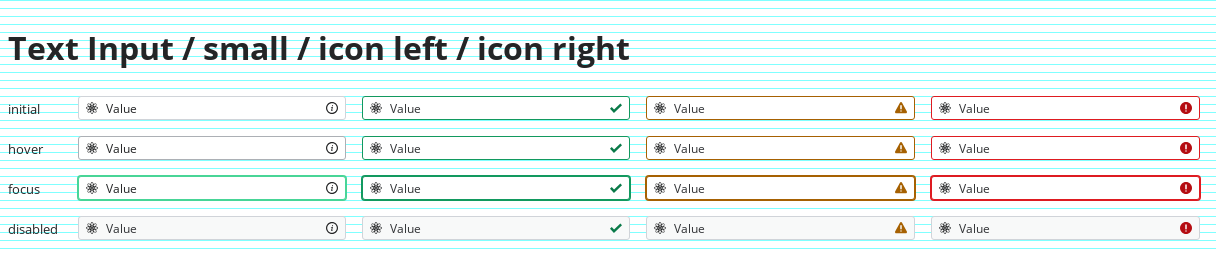 Text Input / small / icon left / icon right
initial Value Value Value Value
hover Value Value Value Value
focus Value Value Value Value
disabled Value Value Value Value